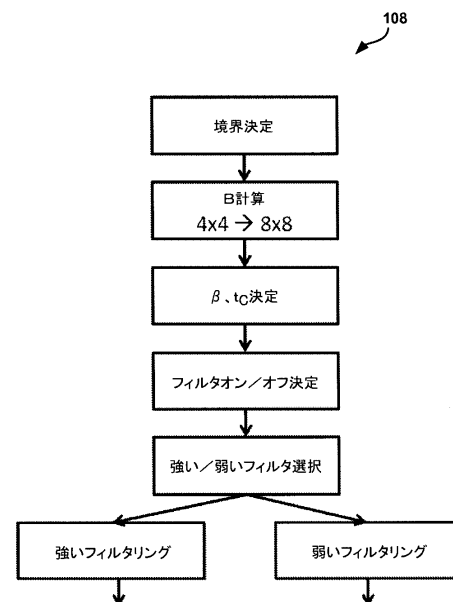 108
境界決定
B計算
4x4 → 8x8
β、tC決定
フィルタオン／オフ決定
強い／弱いフィルタ選択
強いフィルタリング
弱いフィルタリング